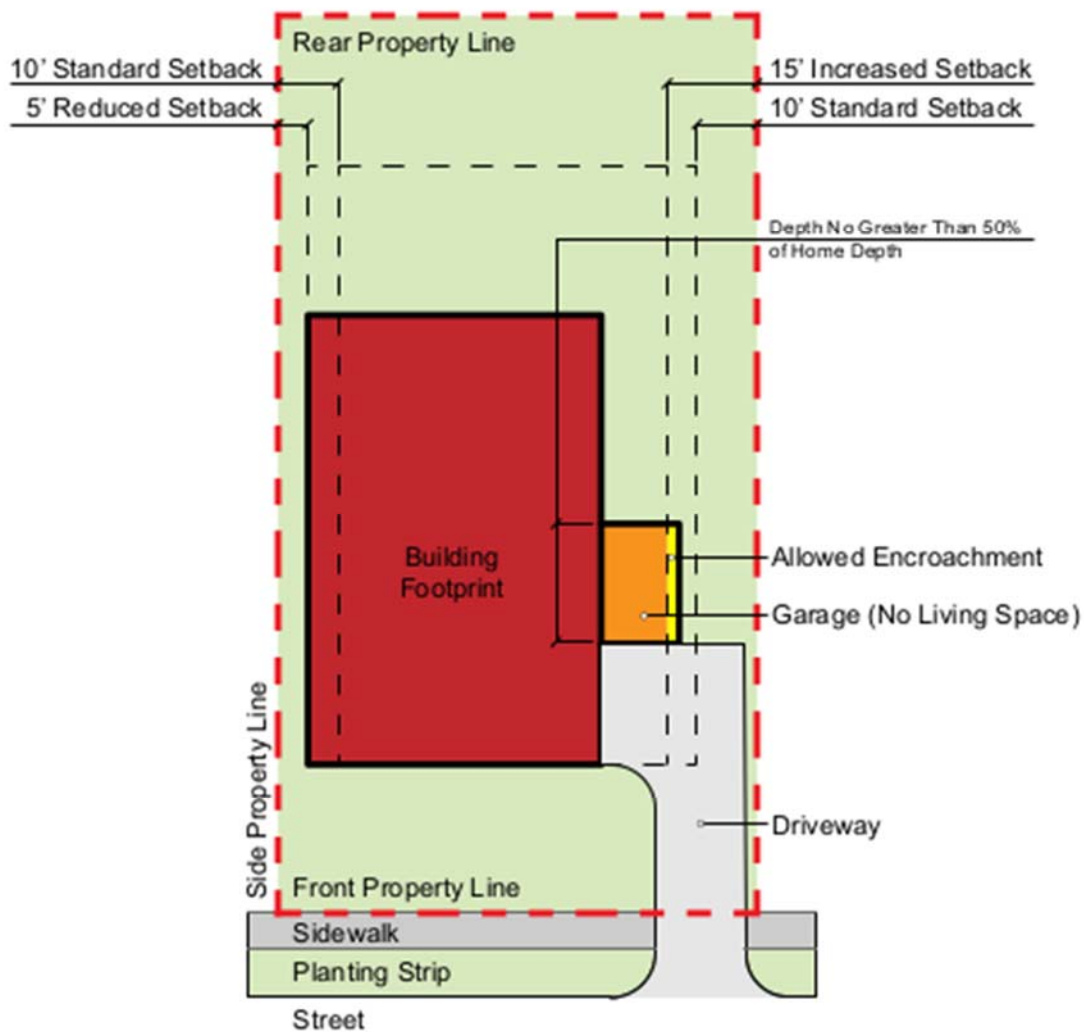 Rear Property Line
10' Standard Setback
5' Reduced Setback
15' Increased Setback
10' Standard Setback
Depth No Greater Than 50%
of Home Depth
Building
Footprint
Allowed Encroachment
Garage (No Living Space)
Side Property Line
Driveway
Front Property Line
Sidewalk
Planting Strip
Street